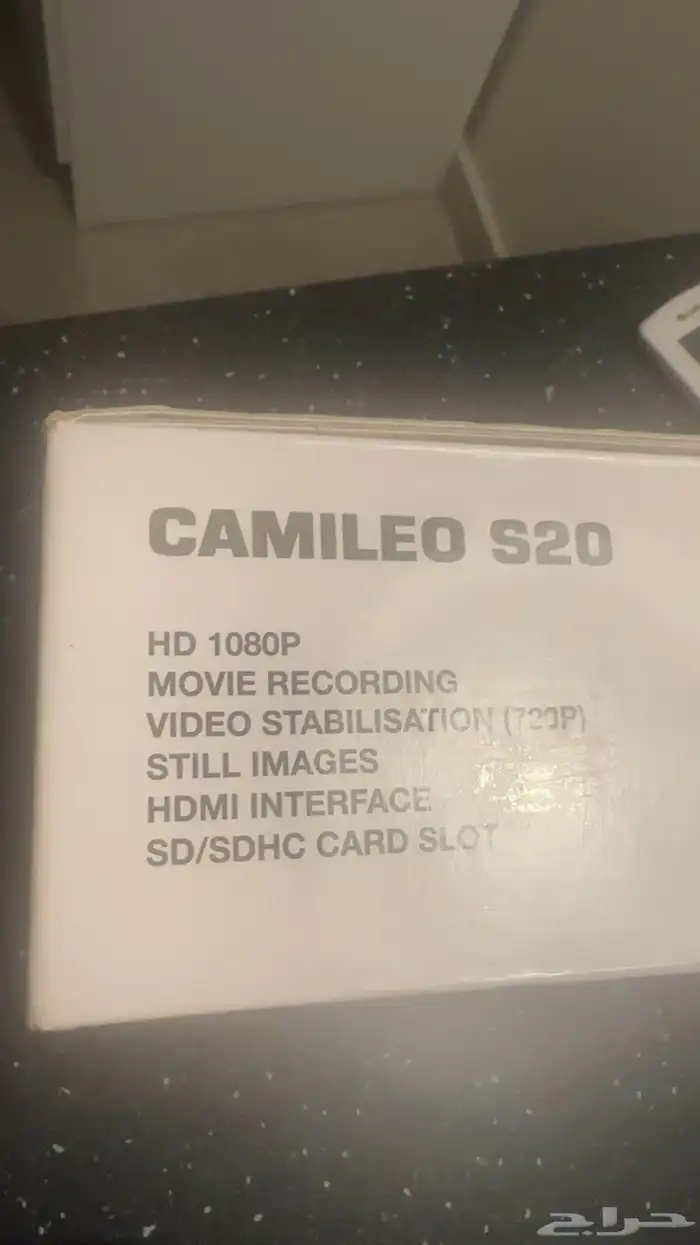 CAMILEO S20
HD 1080P
MOVIE RECORDING
VIDEO STABILISATION (720P)
STILL IMAGES
HDMI INTERFACE
SD/SDHC CARD SLOT
حراج